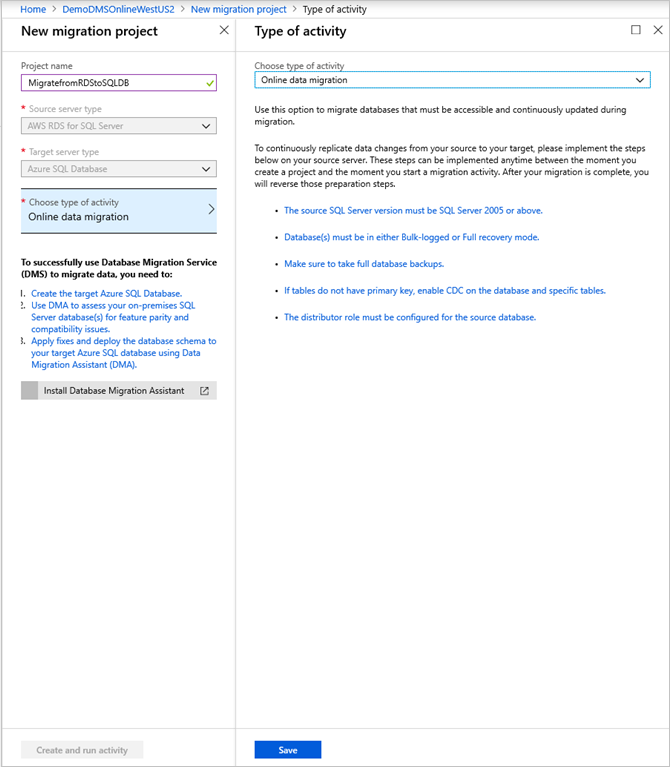 Home > DemoDMSOnlineWestUS2 > New migration project > Type of activity
New migration project
Project name
MigratefromRDStoSQLDB
* Source server type
AWS RDS for SQL Server
* Target server type
Azure SQL Database
* Choose type of activity
Online data migration
To successfully use Database Migration Service
(DMS) to migrate data, you need to:
1. Create the target Azure SQL Database.
2. Use DMA to assess your on-premises SQL
Server database(s) for feature parity and
compatibility issues.
3. Apply fixes and deploy the database schema to
your target Azure SQL database using Data
Migration Assistant (DMA).
Install Database Migration Assistant
Create and run activity
Type of activity
Choose type of activity
Online data migration
Use this option to migrate databases that must be accessible and continuously updated during
migration.
To continuously replicate data changes from your source to your target, please implement the steps
below on your source server. These steps can be implemented anytime between the moment you
create a project and the moment you start a migration activity. After your migration is complete, you
will reverse those preparation steps.
• The source SQL Server version must be SQL Server 2005 or above.
• Database(s) must be in either Bulk-logged or Full recovery mode.
• Make sure to take full database backups.
• If tables do not have primary key, enable CDC on the database and specific tables.
• The distributor role must be configured for the source database.
Save